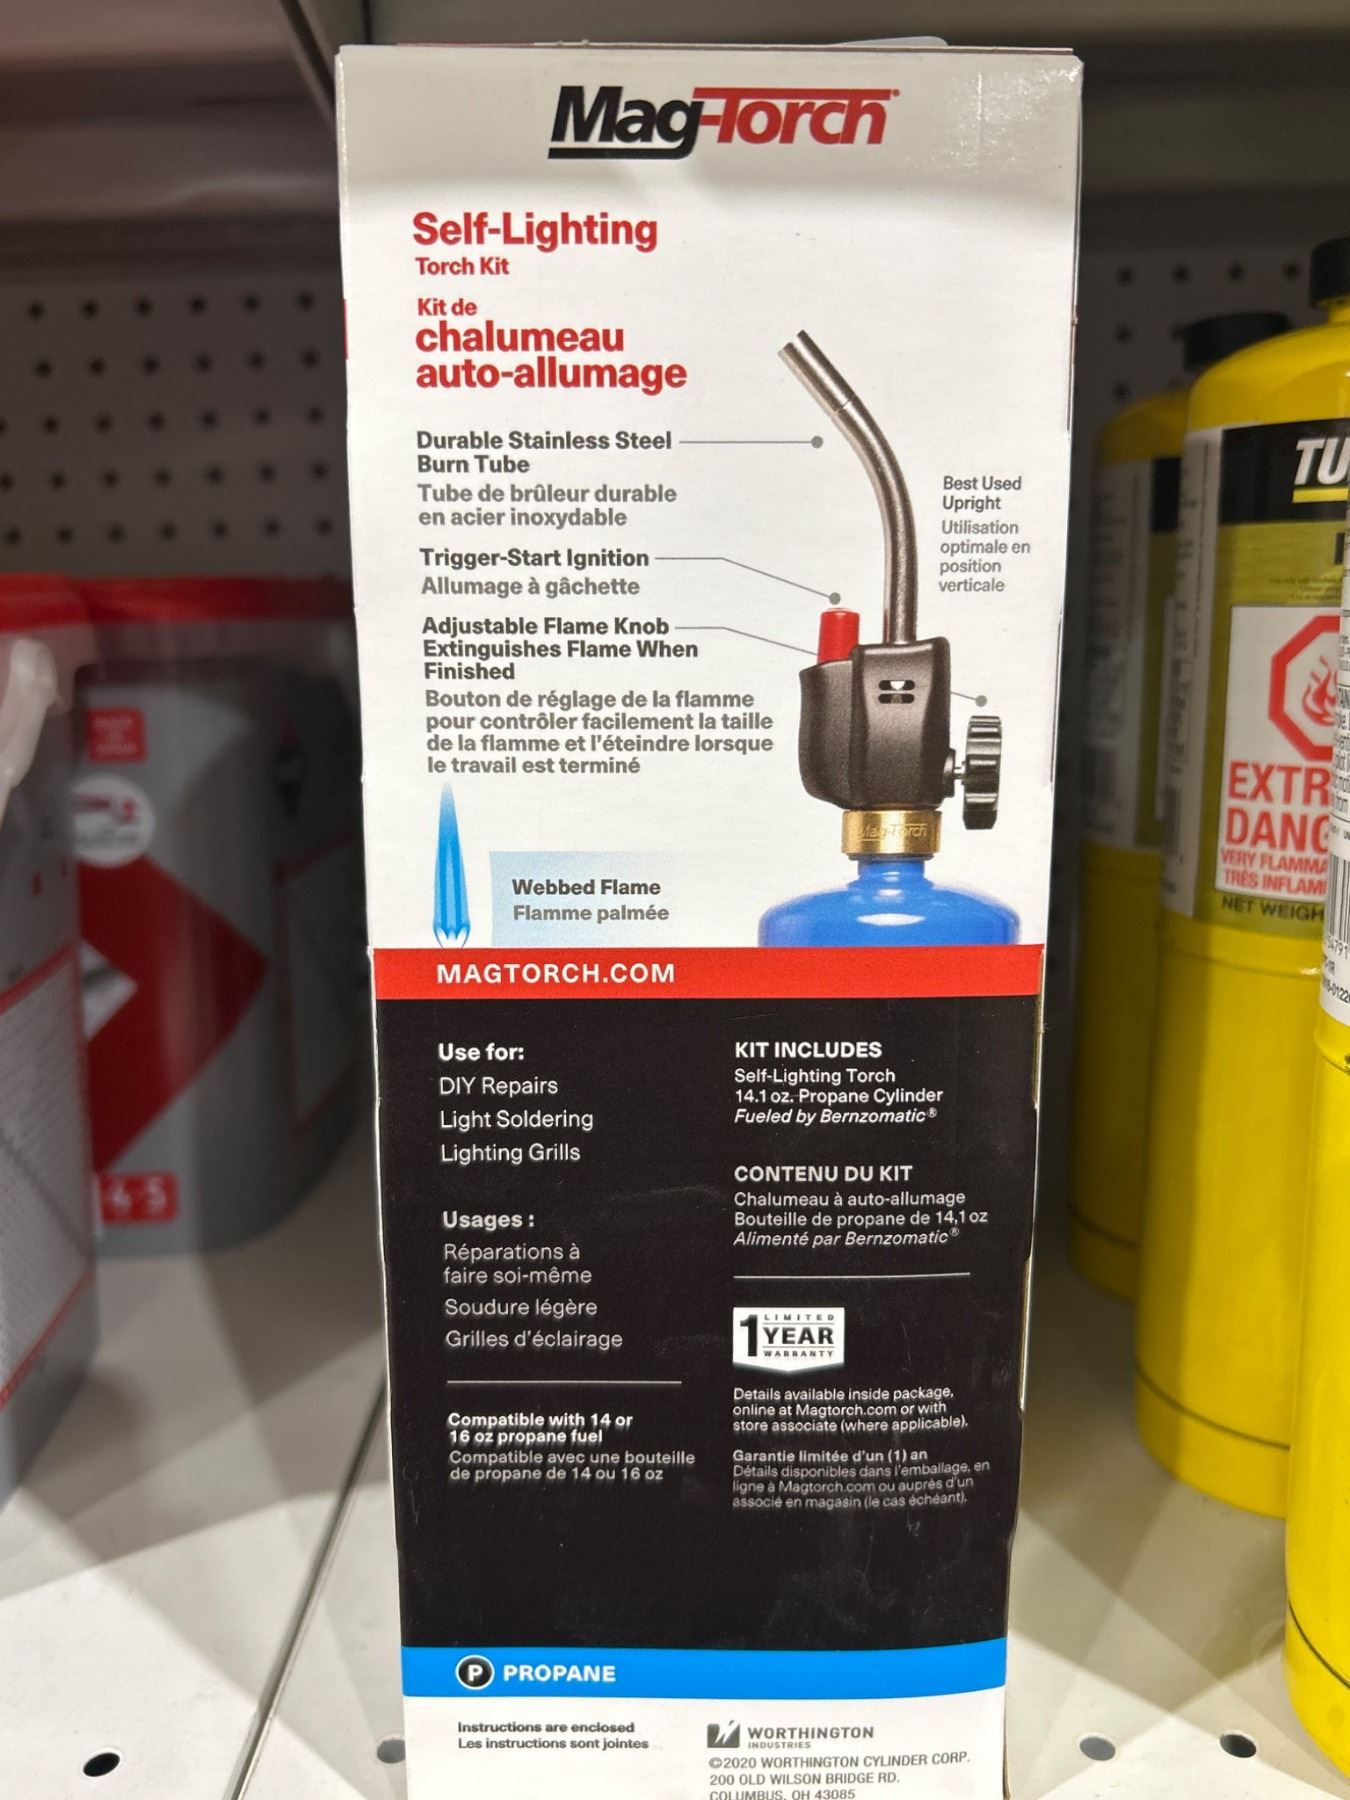 Mag-Torch
Self-Lighting
Torch Kit
Kit de
chalumeau
auto-allumage
Durable Stainless Steel
Burn Tube
Tube de brûleur durable
en acier inoxydable
Trigger-Start Ignition
Allumage à gâchette
Adjustable Flame Knob
Extinguishes Flame When
Finished
Bouton de réglage de la flamme
pour contrôler facilement la taille
de la flamme et l'éteindre lorsque
le travail est terminé
Best Used
Upright
Utilisation
optimale en
position
verticale
Mag-Torch
Webbed Flame
Flamme palmée
MAGTORCH.COM
Use for:
DIY Repairs
Light Soldering
Lighting Grills
Usages :
Réparations à
faire soi-même
Soudure légère
Grilles d'éclairage
Compatible with 14 or
16 oz propane fuel
Compatible avec une bouteille
de propane de 14 ou 16 oz
KIT INCLUDES
Self-Lighting Torch
14.1 oz. Propane Cylinder
Fueled by Bernzomatic®
CONTENU DU KIT
Chalumeau à auto-allumage
Bouteille de propane de 14,1 oz
Alimenté par Bernzomatic®
1 LIMITED
YEAR
WARRANTY
Details available inside package,
online at Magtorch.com or with
store associate (where applicable).
Garantie limitée d'un (1) an
Détails disponibles dans l'emballage, en
ligne à Magtorch.com ou auprès d'un
associé en magasin (le cas échéant).
P PROPANE
Instructions are enclosed
Les instructions sont jointes
WORTHINGTON
INDUSTRIES
©2020 WORTHINGTON CYLINDER CORP.
200 OLD WILSON BRIDGE RD.
COLUMBUS, OH 43085
TU
EXTR
DANG
VERY FLAMMA
TRÈS INFLAM
NET WEIGH